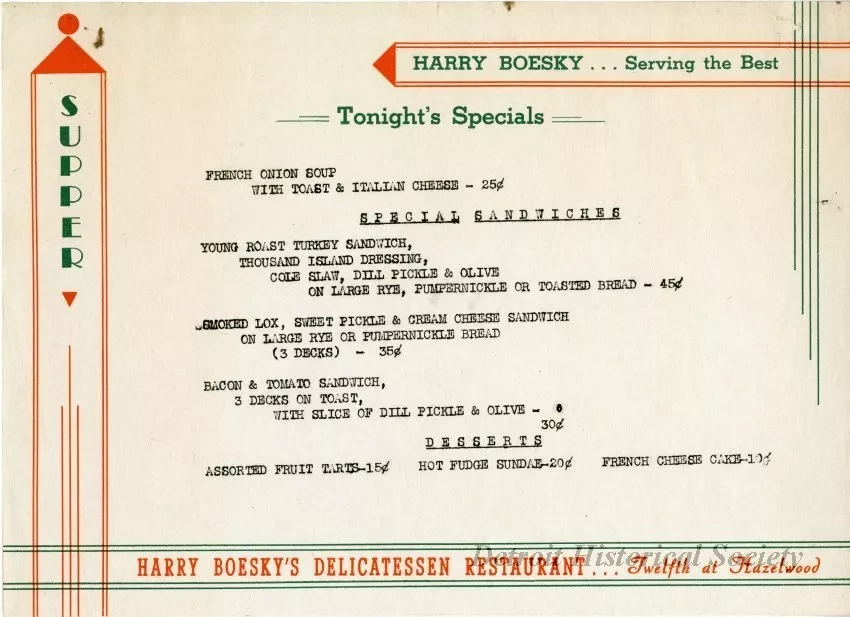 SUPPER
HARRY BOESKY . . . Serving the Best
Tonight's Specials
FRENCH ONION SOUP
WITH TOAST & ITALIAN CHEESE - 25¢
SPECIAL SANDWICHES
YOUNG ROAST TURKEY SANDWICH,
THOUSAND ISLAND DRESSING,
COLE SLAW, DILL PICKLE & OLIVE
ON LARGE RYE, PUMPERNICKLE OR TOASTED BREAD - 45¢
SMOKED LOX, SWEET PICKLE & CREAM CHEESE SANDWICH
ON LARGE RYE OR PUMPERNICKLE BREAD
(3 DECKS) - 35¢
BACON & TOMATO SANDWICH,
3 DECKS ON TOAST,
WITH SLICE OF DILL PICKLE & OLIVE -
30¢
DESSERTS
ASSORTED FRUIT TARTS-15¢ HOT FUDGE SUNDAE-20¢ FRENCH CHEESE CAKE-10¢
Detroit Historical Society
HARRY BOESKY'S DELICATESSEN RESTAURANT . . . Twelfth at Hazelwood